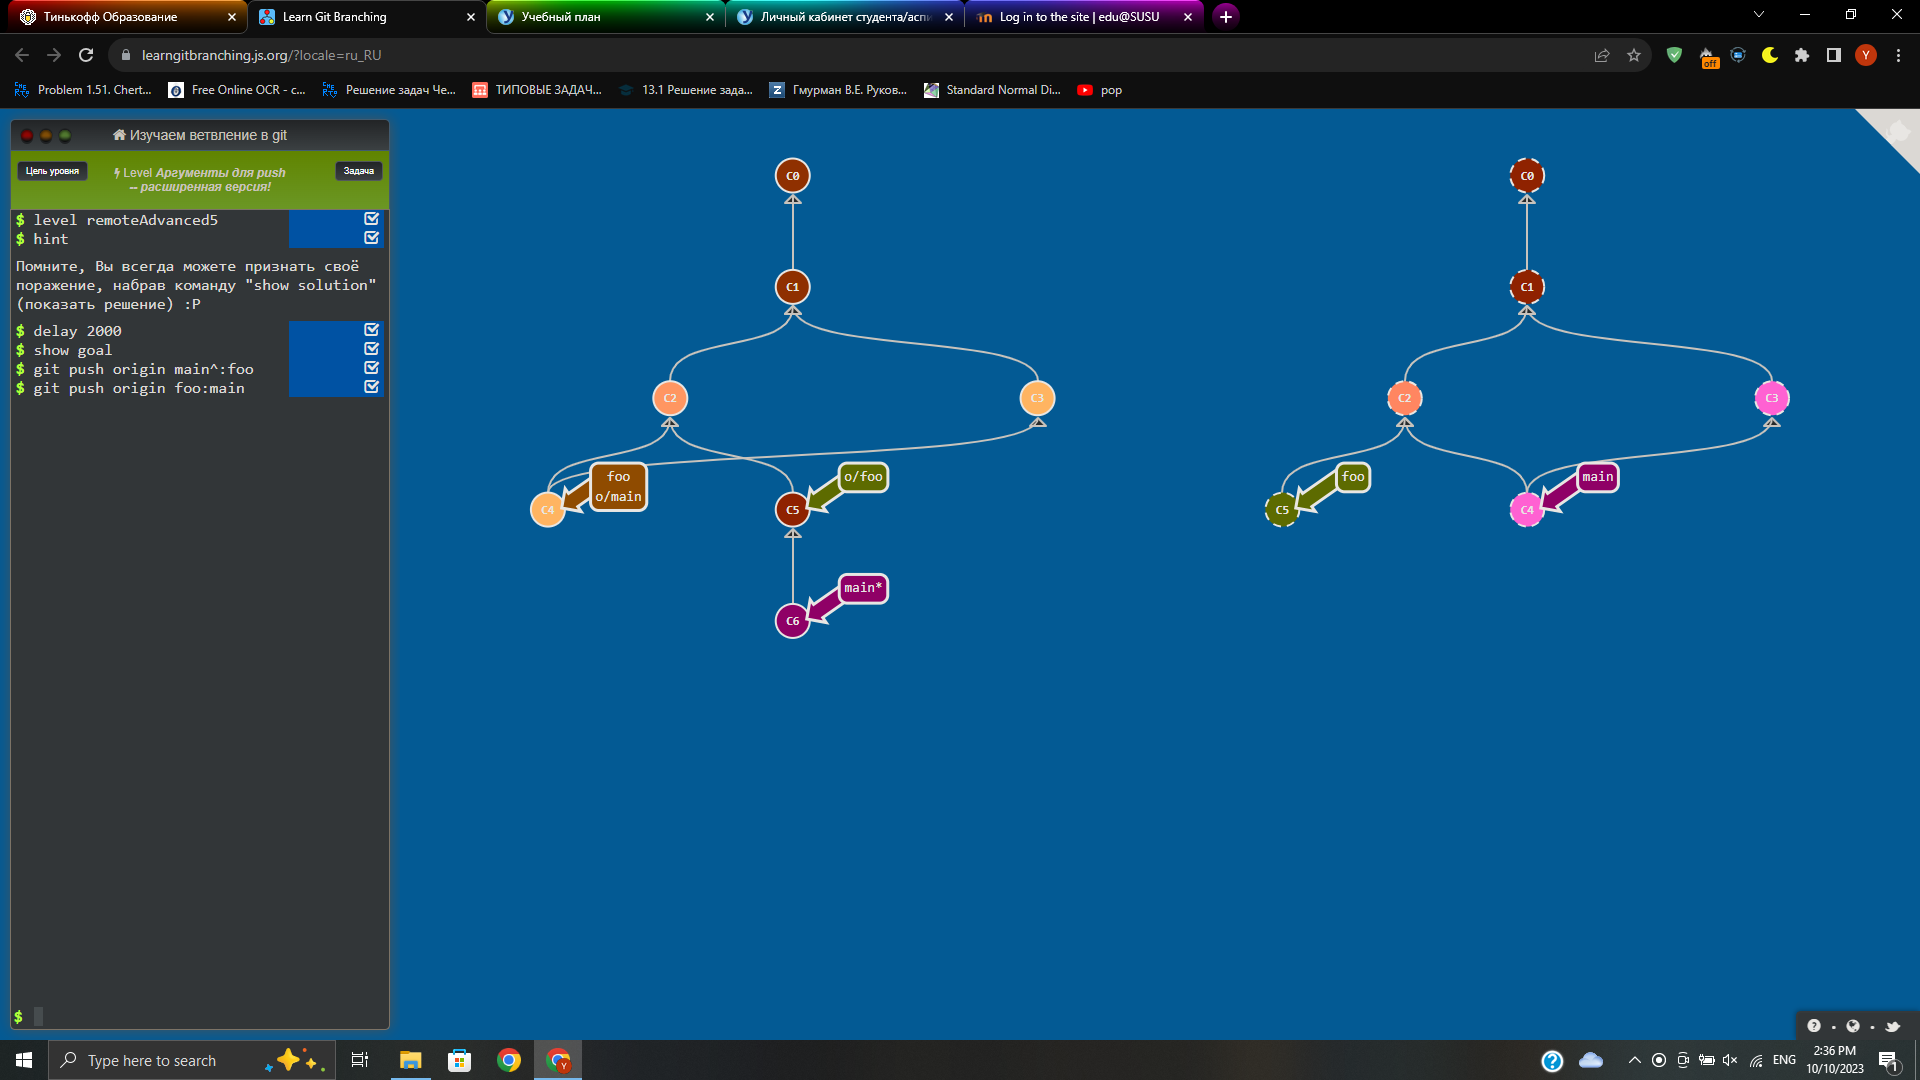 Тинькофф Образование
Learn Git Branching
Учебный план
Личный кабинет студента/аспи
Log in to the site | edu@SUSU
learngitbranching.js.org/?locale=ru_RU
off
Y
Problem 1.51. Chert...
Free Online OCR - c...
Решение задач Че...
ТИПОВЫЕ ЗАДАЧ...
13.1 Решение зада...
Гмурман В.Е. Руков...
Standard Normal Di...
pop
Изучаем ветвление в git
Цель уровня
Level Аргументы для push
-- расширенная версия!
Задача
$ level remoteAdvanced5
$ hint
Помните, Вы всегда можете признать своё
поражение, набрав команду "show solution"
(показать решение) :P
$ delay 2000
$ show goal
$ git push origin main^:foo
$ git push origin foo:main
$
C0
C1
C2
C3
foo
o/main
C4
o/foo
C5
main*
C6
C0
C1
C2
C3
foo
C5
main
C4
Type here to search
ENG
2:36 PM
10/10/2023
1